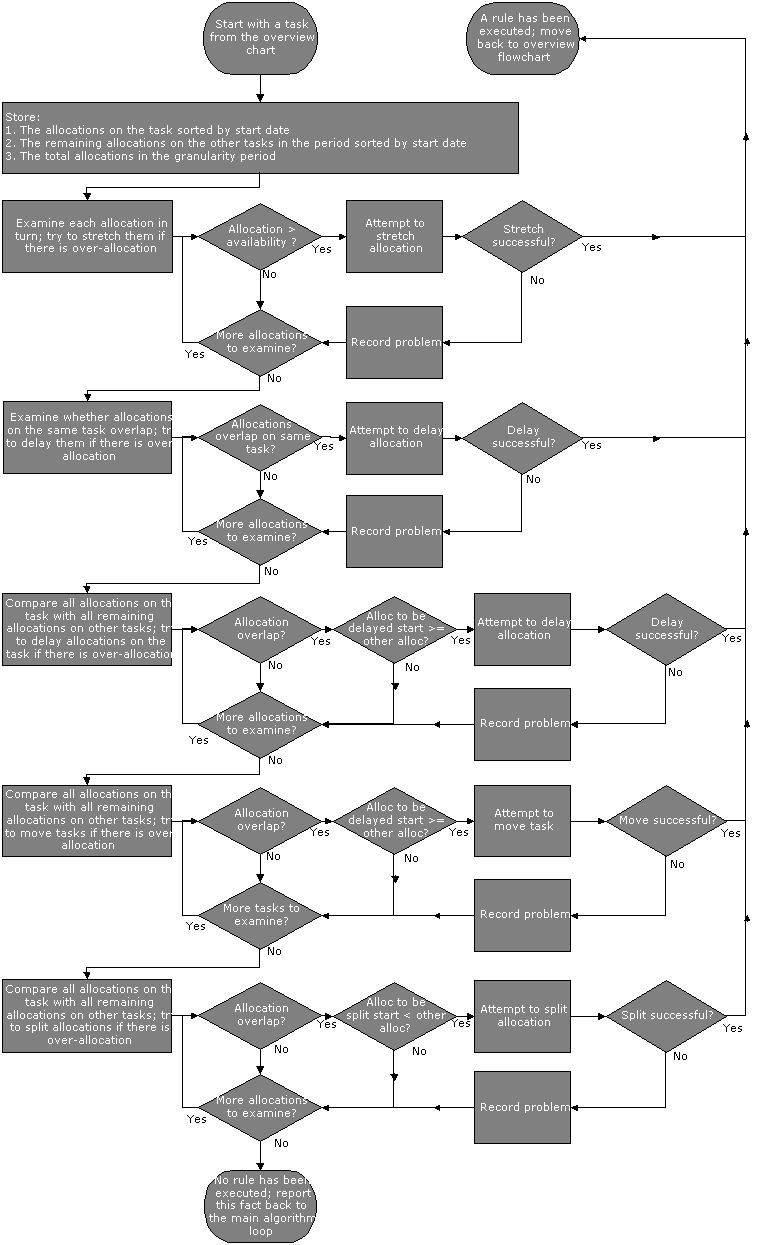 Start with a task
from the overview
chart
A rule has been
executed; move
back to overview
flowchart
Store:
1. The allocations on the task sorted by start date
2. The remaining allocations on the other tasks in the period sorted by start date
3. The total allocations in the granularity period
Examine each allocation in
turn; try to stretch them if
there is over-allocation
Allocation >
availability ?
Yes
No
Attempt to
stretch
allocation
Stretch
successful?
Yes
No
More allocations
to examine?
Yes
No
Record problem
Examine whether allocations
on the same task overlap; tr
to delay them if there is over
allocation
Allocations
overlap on same
task?
Yes
No
Attempt to delay
allocation
Delay
successful?
Yes
No
More allocations
to examine?
Yes
No
Record problem
Compare all allocations on th
task with all remaining
allocations on other tasks; tr
to delay allocations on the
task if there is over-allocation
Allocation
overlap?
Yes
No
Alloc to be
delayed start >=
other alloc?
Yes
No
Attempt to delay
allocation
Delay
successful?
Yes
No
More allocations
to examine?
Yes
No
Record problem
Compare all allocations on th
task with all remaining
allocations on other tasks; tr
to move tasks if there is over
allocation
Allocation
overlap?
Yes
No
Alloc to be
delayed start >=
other alloc?
Yes
No
Attempt to
move task
Move successful?
Yes
No
More tasks to
examine?
Yes
No
Record problem
Compare all allocations on th
task with all remaining
allocations on other tasks; tr
to split allocations if there is
over-allocation
Allocation
overlap?
Yes
No
Alloc to be
split start < other
alloc?
Yes
No
Attempt to split
allocation
Split successful?
Yes
No
More allocations
to examine?
Yes
No
Record problem
No rule has been
executed; report
this fact back to
the main algorithm
loop